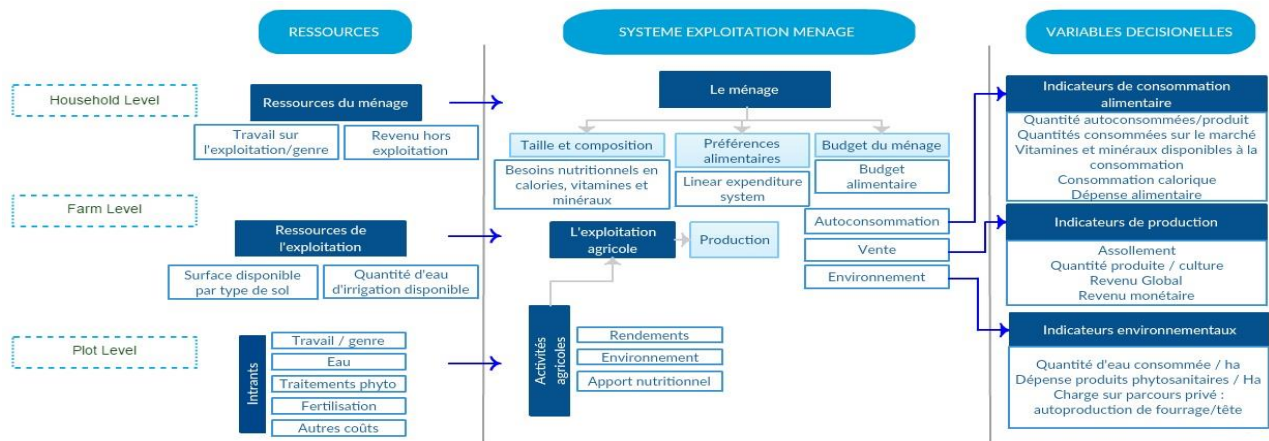 RESSOURCES
SYSTEME EXPLOITATION MENAGE
VARIABLES DECISIONELLES
Household Level
Ressources du ménage
Travail sur
l'exploitation/genre
Revenu hors
exploitation
Le ménage
Taille et composition
Besoins nutritionnels en
calories, vitamines et
minéraux
Préférences
alimentaires
Linear expenditure
system
Budget du ménage
Budget
alimentaire
Indicateurs de consommation
alimentaire
Quantité autoconsommées/produit
Quantités consommées sur le marché
Vitamines et minéraux disponibles à la
consommation
Consommation calorique
Dépense alimentaire
Farm Level
Ressources de
l'exploitation
Surface disponible
par type de sol
Quantité d'eau
d'irrigation disponible
L'exploitation
agricole
Production
Autoconsommation
Vente
Environnement
Indicateurs de production
Assollement
Quantité produite / culture
Revenu Global
Revenu monétaire
Plot Level
Intrants
Travail / genre
Eau
Traitements phyto
Fertilisation
Autres coûts
Activités
agricoles
Rendements
Environnement
Apport nutritionnel
Indicateurs environnementaux
Quantité d'eau consommée / ha
Dépense produits phytosanitaires / Ha
Charge sur parcours privé :
autoproduction de fourrage/tête